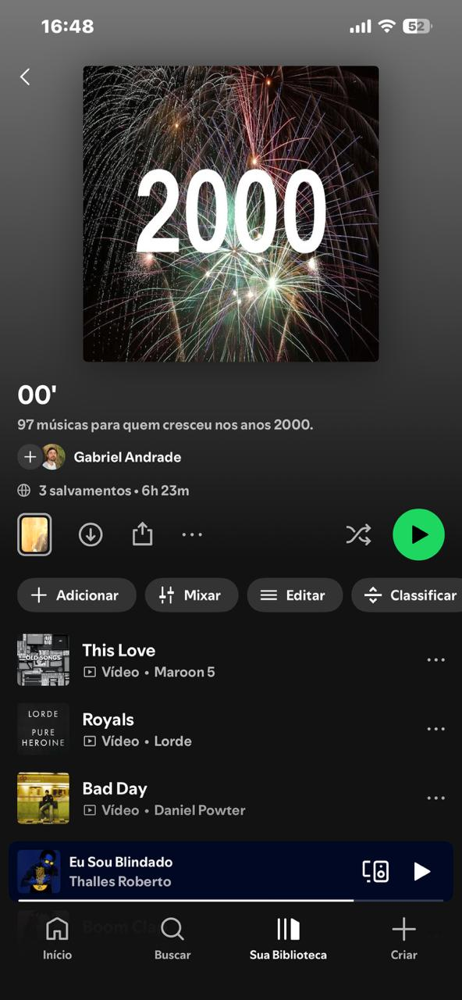 16:48
52
2000
00'
97 músicas para quem cresceu nos anos 2000.
Gabriel Andrade
3 salvamentos • 6h 23m
Adicionar
Mixar
Editar
Classificar
OLD SONGS
This Love
Vídeo • Maroon 5
LORDE
PURE
HEROINE
Royals
Vídeo • Lorde
Bad Day
Vídeo • Daniel Powter
Eu Sou Blindado
Thalles Roberto
Boom Cla
Início
Buscar
Sua Biblioteca
Criar